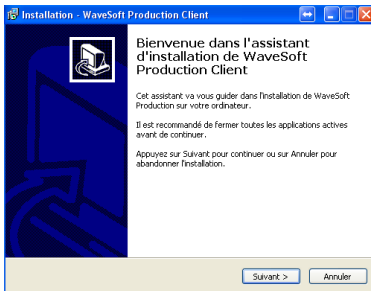 Installation - WaveSoft Production Client
Bienvenue dans l'assistant
d'installation de WaveSoft
Production Client
Cet assistant va vous guider dans l'installation de WaveSoft
Production sur votre ordinateur.
Il est recommandé de fermer toutes les applications actives
avant de continuer.
Appuyez sur Suivant pour continuer ou sur Annuler pour
abandonner l'installation.
Suivant >
Annuler